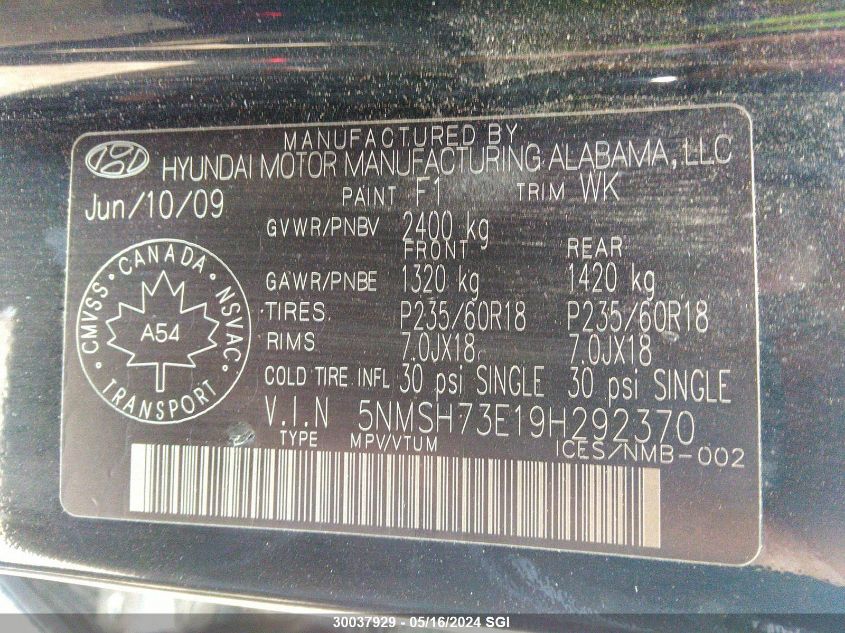 MANUFACTURED BY
HYUNDAI MOTOR MANUFACTURING ALABAMA, LLC
Jun/10/09 PAINT F1 TRIM WK
GVWR/PNBV 2400 kg
FRONT REAR
GAWR/PNBE 1320 kg 1420 kg
TIRES P235/60R18 P235/60R18
RIMS 7.0JX18 7.0JX18
COLD TIRE INFL 30 psi SINGLE 30 psi SINGLE
V.I.N 5NMSH73E19H292370
TYPE MPV/VTUM ICES/NMB-002
CMVSS · CANADA · NSVAC · TRANSPORT ·
A54
30037929 - 05/16/2024 SGI